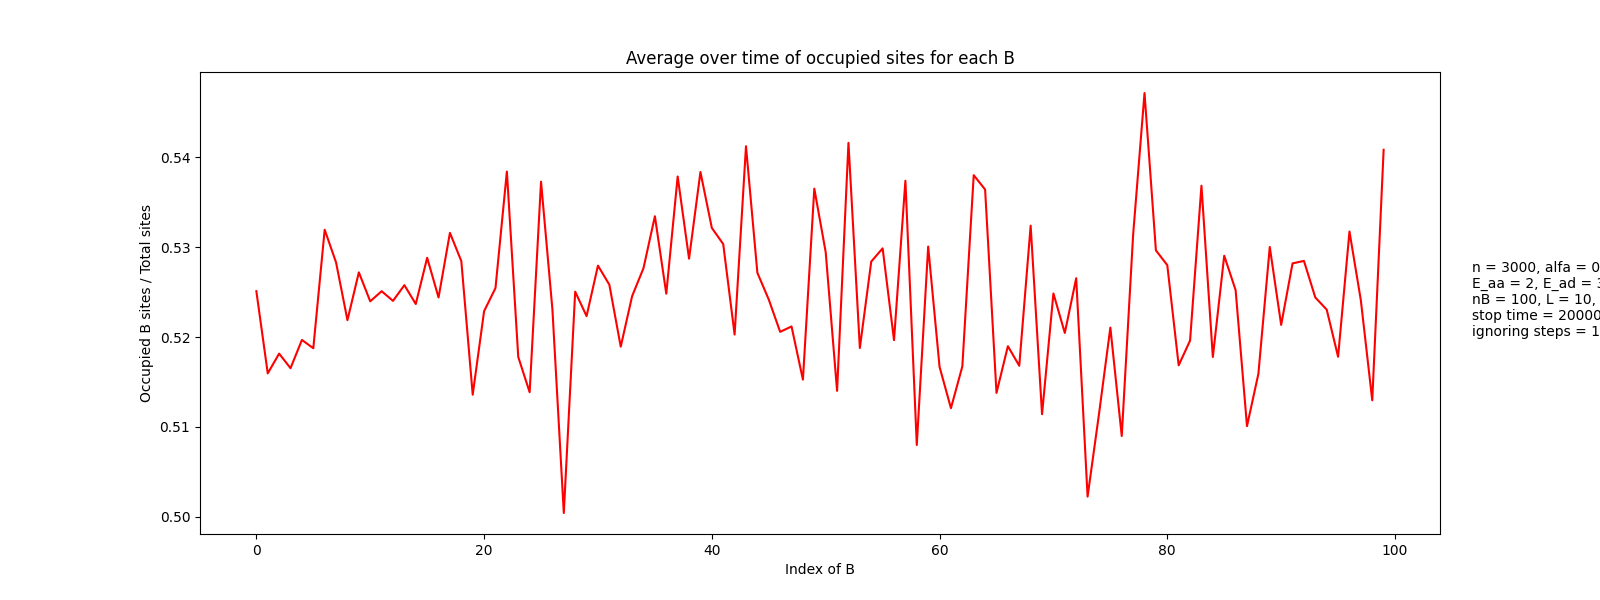 Average over time of occupied sites for each B
Occupied B sites / Total sites
0.54
0.53
0.52
0.51
0.50
0
20
40
60
80
100
Index of B
n = 3000, alfa = 0
E_aa = 2, E_ad = 3
nB = 100, L = 10,
stop time = 20000
ignoring steps = 1